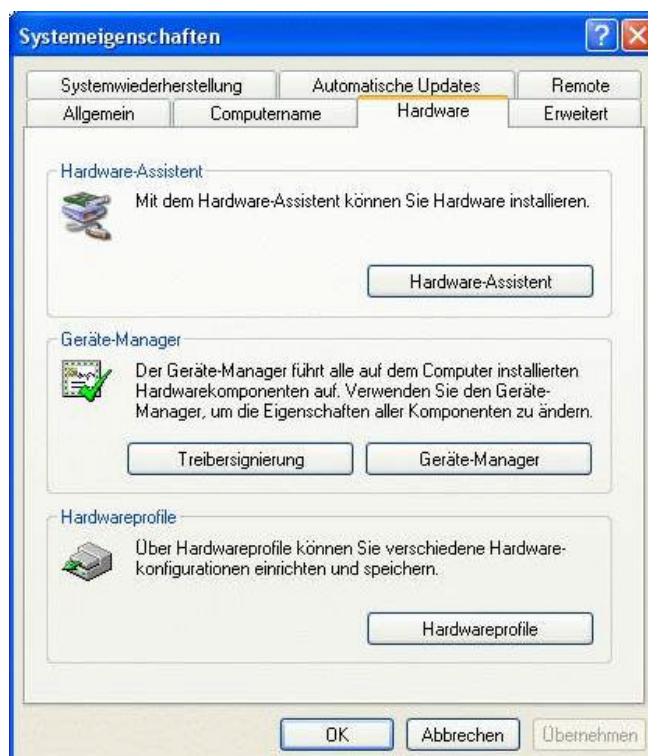 Systemeigenschaften
Systemwiederherstellung Automatische Updates Remote
Allgemein Computername Hardware Erweitert
Hardware-Assistent
Mit dem Hardware-Assistent können Sie Hardware installieren.
Hardware-Assistent
Geräte-Manager
Der Geräte-Manager führt alle auf dem Computer installierten
Hardwarekomponenten auf. Verwenden Sie den Geräte-
Manager, um die Eigenschaften aller Komponenten zu ändern.
Treibersignierung Geräte-Manager
Hardwareprofile
Über Hardwareprofile können Sie verschiedene Hardware-
konfigurationen einrichten und speichern.
Hardwareprofile
OK Abbrechen Übernehmen